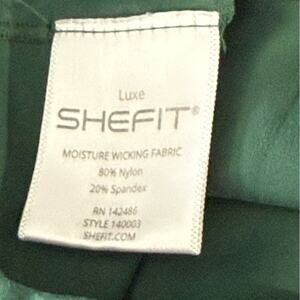 Luxe
SHEFIT®
MOISTURE WICKING FABRIC
80% Nylon
20% Spandex
RN 142486
STYLE 140003
SHEFIT.COM